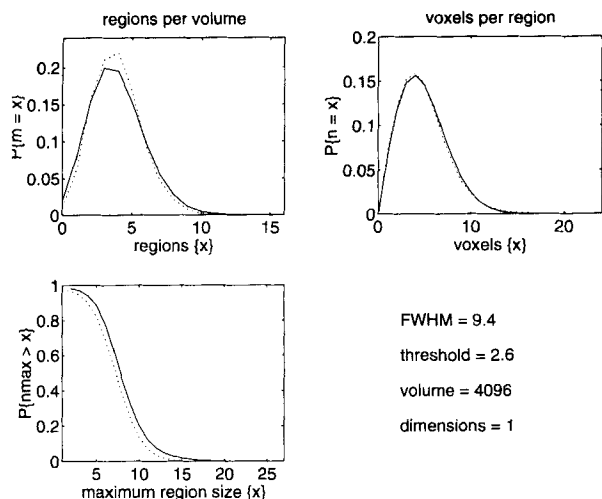 regions per volume
0.2
0.15
0.1
0.05
0
P{m = x}
0 5 10 15
regions {x}
voxels per region
0.2
0.15
0.1
0.05
0
P{n = x}
0 10 20
voxels {x}
1
0.8
0.6
0.4
0.2
0
P{nmax > x}
5 10 15 20 25
maximum region size {x}
FWHM = 9.4
threshold = 2.6
volume = 4096
dimensions = 1